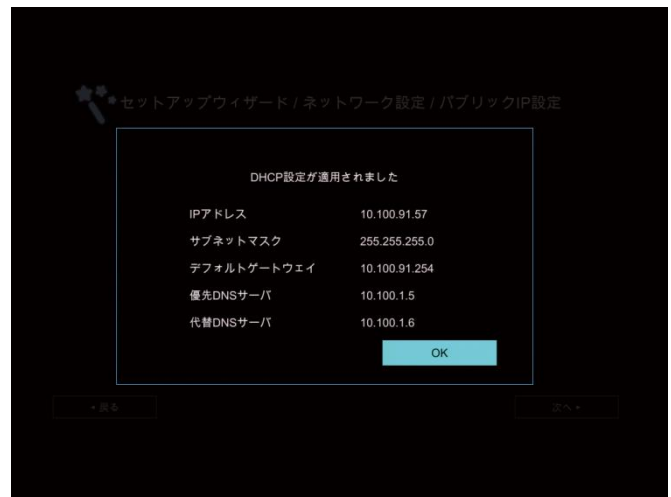 セットアップウィザード / ネットワーク設定 / パブリックIP設定
DHCP設定が適用されました
IPアドレス 10.100.91.57
サブネットマスク 255.255.255.0
デフォルトゲートウェイ 10.100.91.254
優先DNSサーバ 10.100.1.5
代替DNSサーバ 10.100.1.6
OK
戻る 次へ